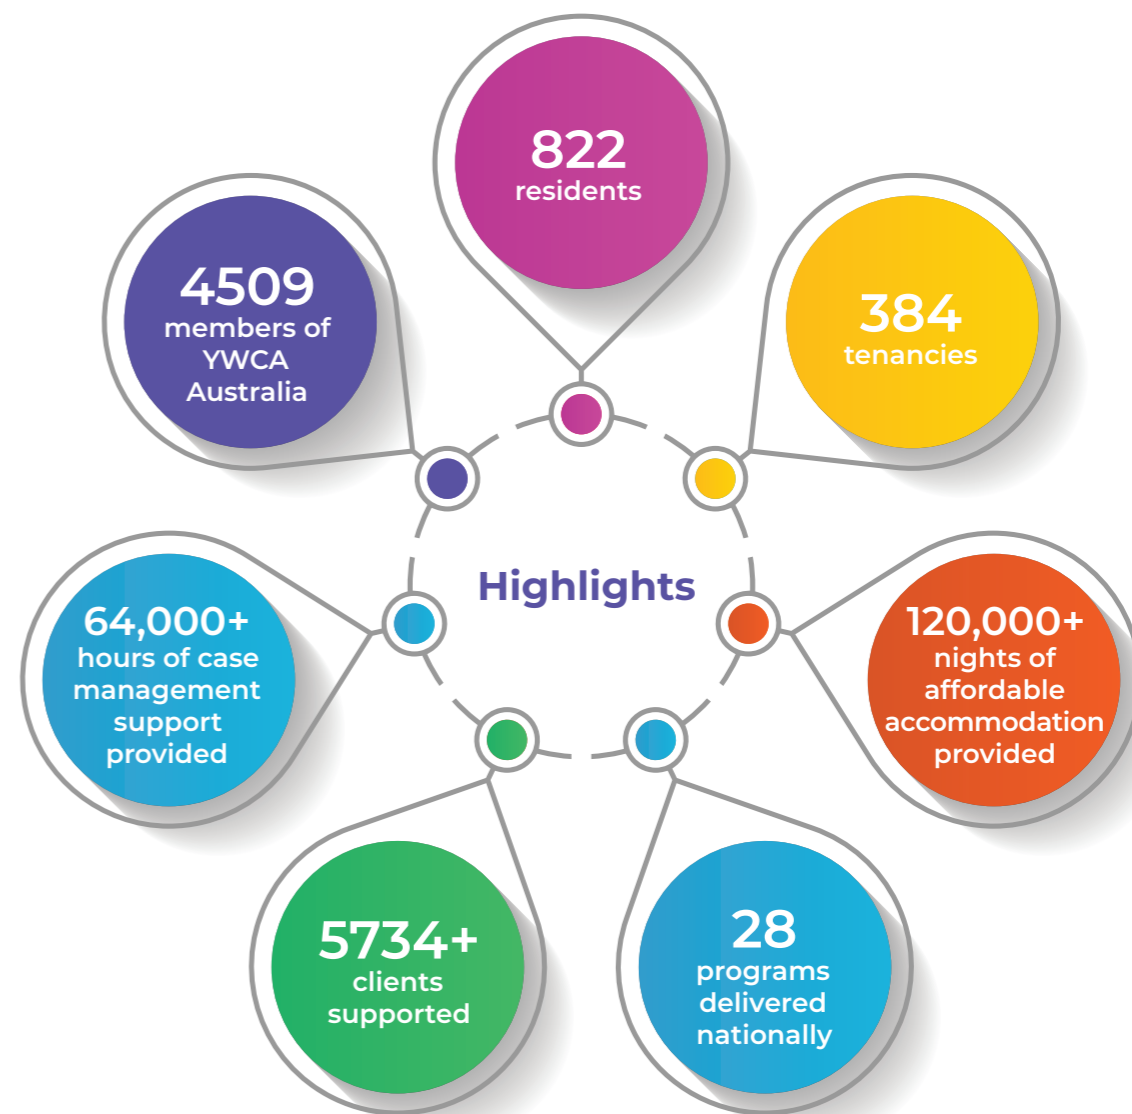 822
residents
4509
members of
YWCA
Australia
384
tenancies
Highlights
64,000+
hours of case
management
support
provided
120,000+
nights of
affordable
accommodation
provided
5734+
clients
supported
28
programs
delivered
nationally